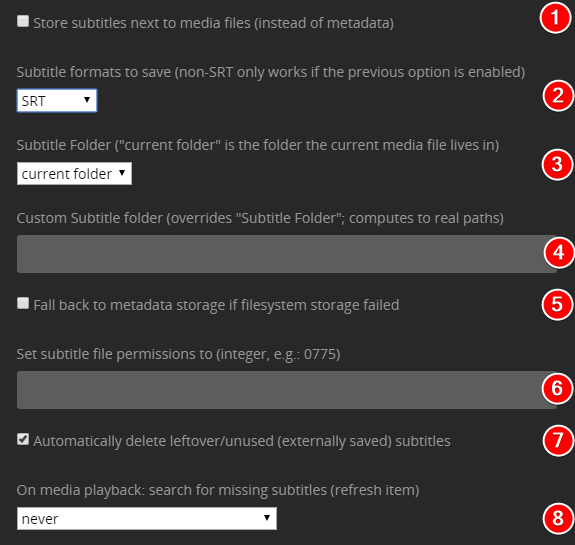 Store subtitles next to media files (instead of metadata) 1
Subtitle formats to save (non-SRT only works if the previous option is enabled)
SRT 2
Subtitle Folder ("current folder" is the folder the current media file lives in)
current folder 3
Custom Subtitle folder (overrides "Subtitle Folder"; computes to real paths)
4
Fall back to metadata storage if filesystem storage failed 5
Set subtitle file permissions to (integer, e.g.: 0775)
6
Automatically delete leftover/unused (externally saved) subtitles 7
On media playback: search for missing subtitles (refresh item)
never 8